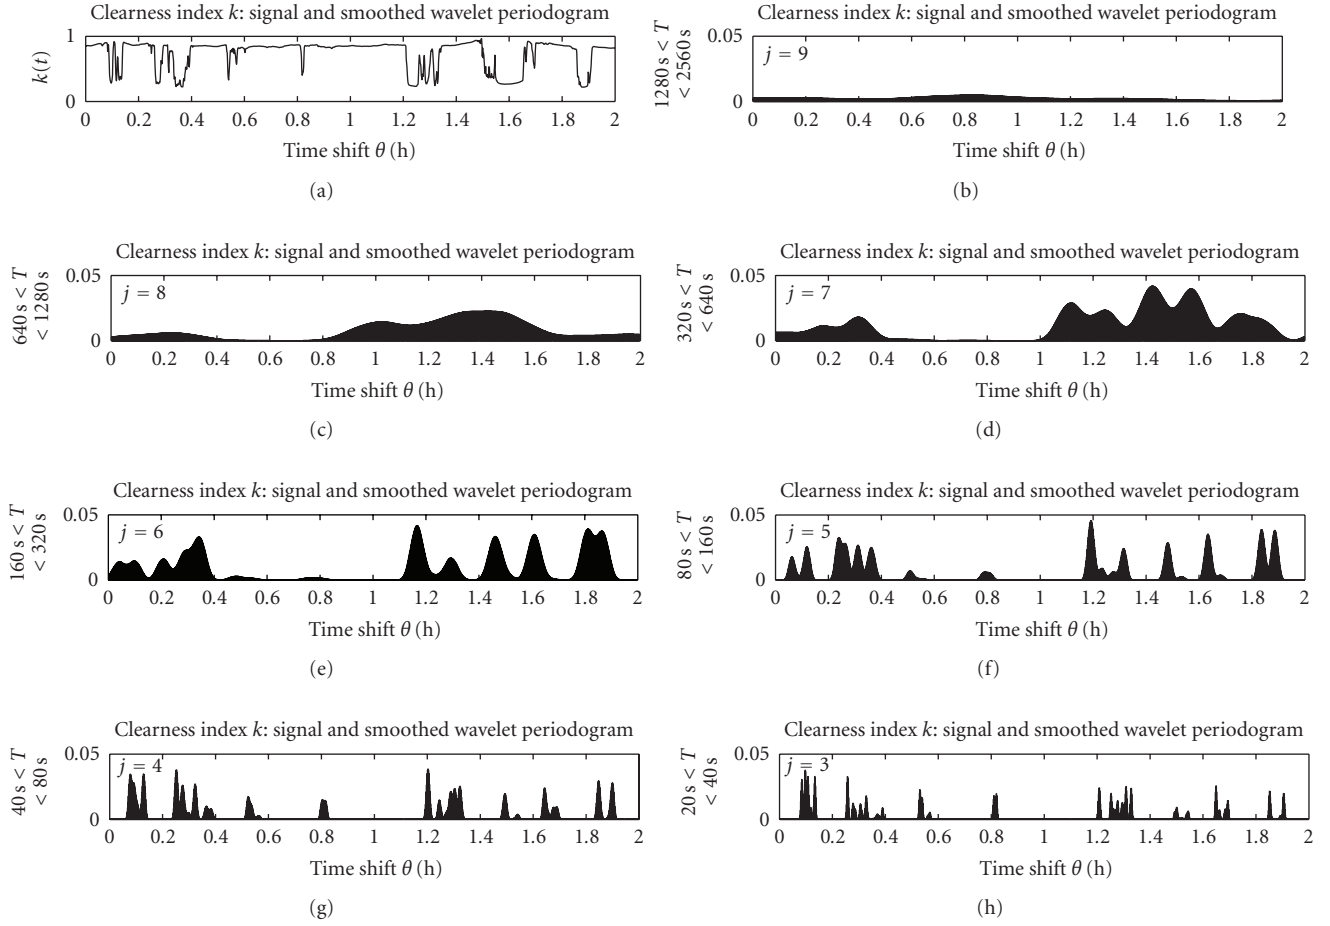 Clearness index k: signal and smoothed wavelet periodogram
k(t)
1
0
0 0.2 0.4 0.6 0.8 1 1.2 1.4 1.6 1.8 2
Time shift θ (h)
(a)
Clearness index k: signal and smoothed wavelet periodogram
1280 s < T
< 2560 s
0.05
0
j = 9
0 0.2 0.4 0.6 0.8 1 1.2 1.4 1.6 1.8 2
Time shift θ (h)
(b)
Clearness index k: signal and smoothed wavelet periodogram
640 s < T
< 1280 s
0.05
0
j = 8
0 0.2 0.4 0.6 0.8 1 1.2 1.4 1.6 1.8 2
Time shift θ (h)
(c)
Clearness index k: signal and smoothed wavelet periodogram
320 s < T
< 640 s
0.05
0
j = 7
0 0.2 0.4 0.6 0.8 1 1.2 1.4 1.6 1.8 2
Time shift θ (h)
(d)
Clearness index k: signal and smoothed wavelet periodogram
160 s < T
< 320 s
0.05
0
j = 6
0 0.2 0.4 0.6 0.8 1 1.2 1.4 1.6 1.8 2
Time shift θ (h)
(e)
Clearness index k: signal and smoothed wavelet periodogram
80 s < T
< 160 s
0.05
0
j = 5
0 0.2 0.4 0.6 0.8 1 1.2 1.4 1.6 1.8 2
Time shift θ (h)
(f)
Clearness index k: signal and smoothed wavelet periodogram
40 s < T
< 80 s
0.05
0
j = 4
0 0.2 0.4 0.6 0.8 1 1.2 1.4 1.6 1.8 2
Time shift θ (h)
(g)
Clearness index k: signal and smoothed wavelet periodogram
20 s < T
< 40 s
0.05
0
j = 3
0 0.2 0.4 0.6 0.8 1 1.2 1.4 1.6 1.8 2
Time shift θ (h)
(h)